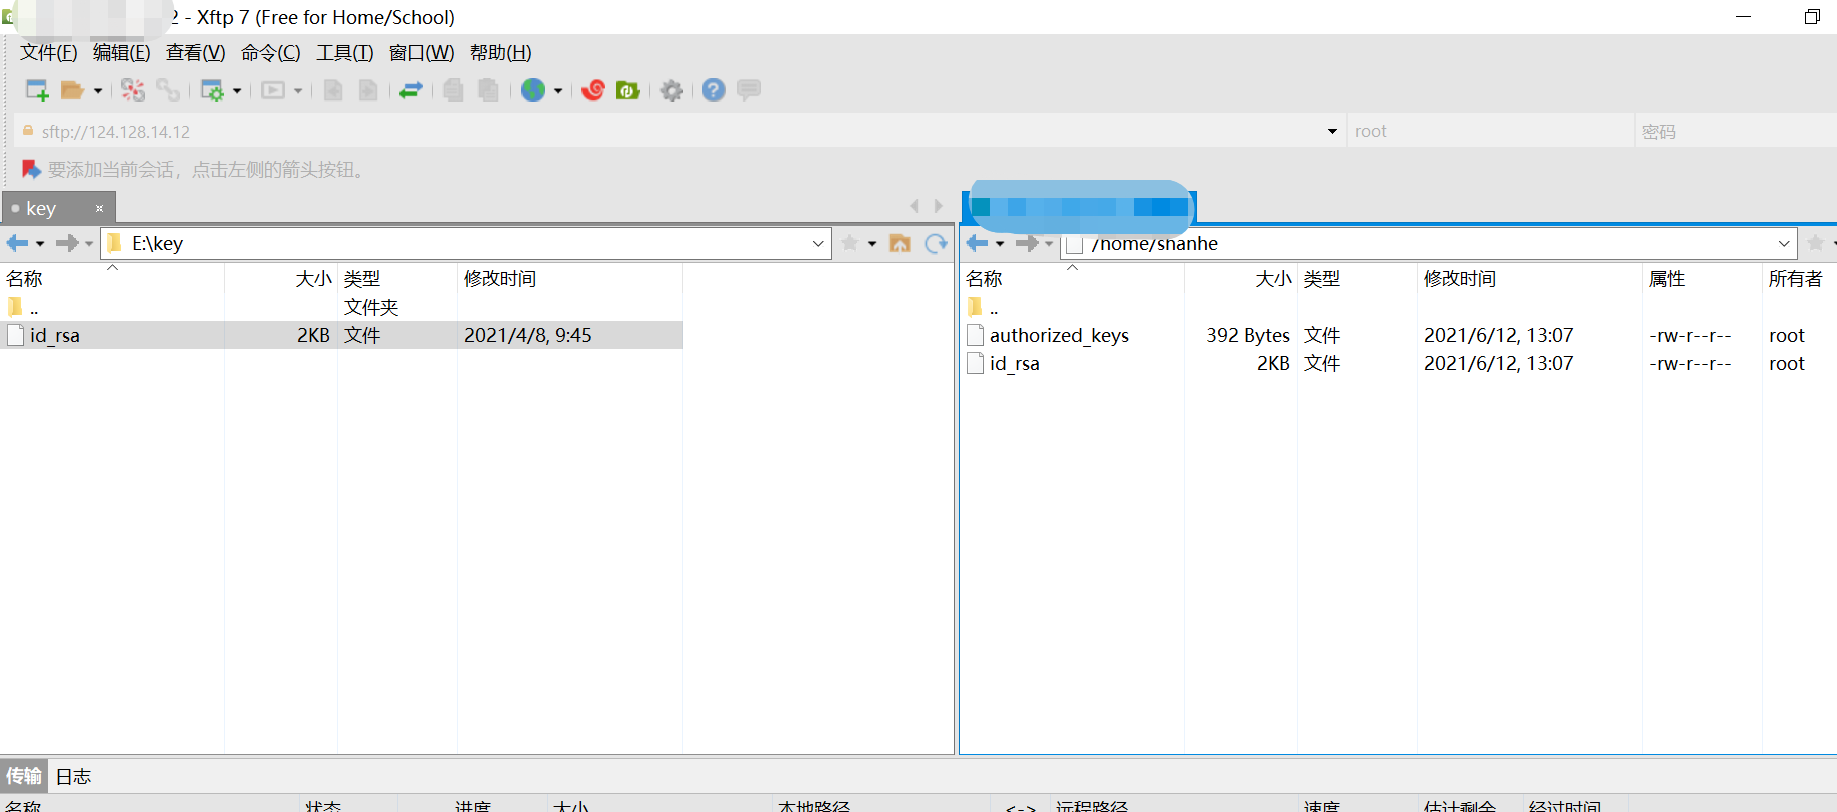 2 - Xftp 7 (Free for Home/School)
文件(F) 编辑(E) 查看(V) 命令(C) 工具(T) 窗口(W) 帮助(H)
sftp://124.128.14.12 root 密码
要添加当前会话，点击左侧的箭头按钮。
key
E:\key
/home/shanhe
名称 大小 类型 修改时间
.. 文件夹
id_rsa 2KB 文件 2021/4/8, 9:45
名称 大小 类型 修改时间 属性 所有者
..
authorized_keys 392 Bytes 文件 2021/6/12, 13:07 -rw-r--r-- root
id_rsa 2KB 文件 2021/6/12, 13:07 -rw-r--r-- root
传输 日志
名称 状态 进度 大小 本地路径 <-> 远程路径 速度 估计剩余 经过时间